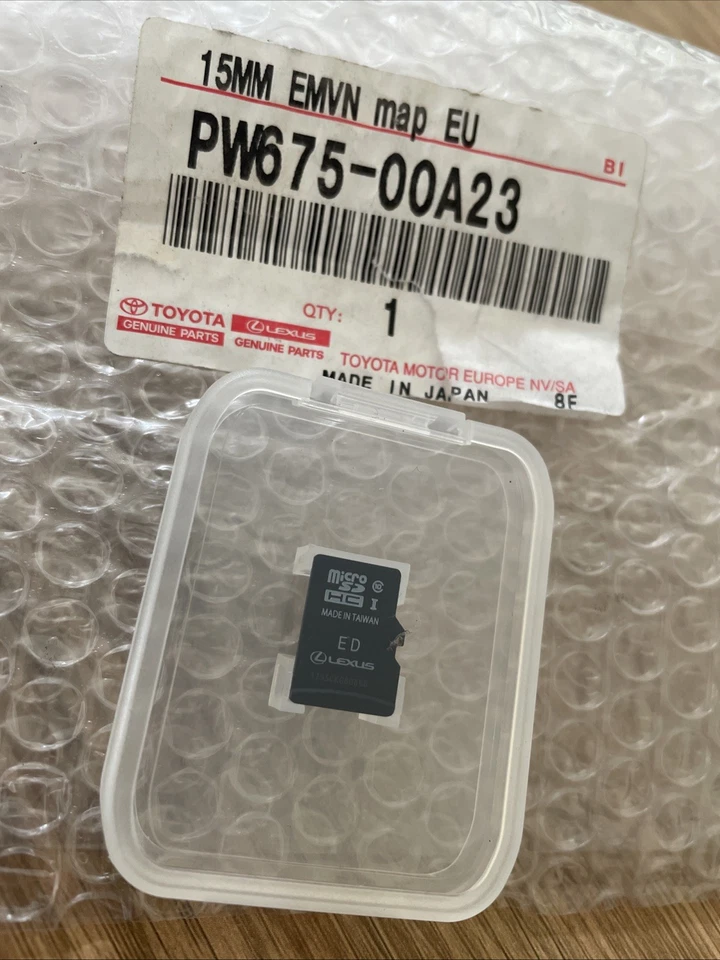 15MM EMVN map EU
BI
PW675-00A23
TOYOTA
GENUINE PARTS
LEXUS
GENUINE PARTS
QTY: 1
TOYOTA MOTOR EUROPE NV/SA
MADE IN JAPAN 8F
micro
SD
HC I
MADE IN TAIWAN
ED
LEXUS